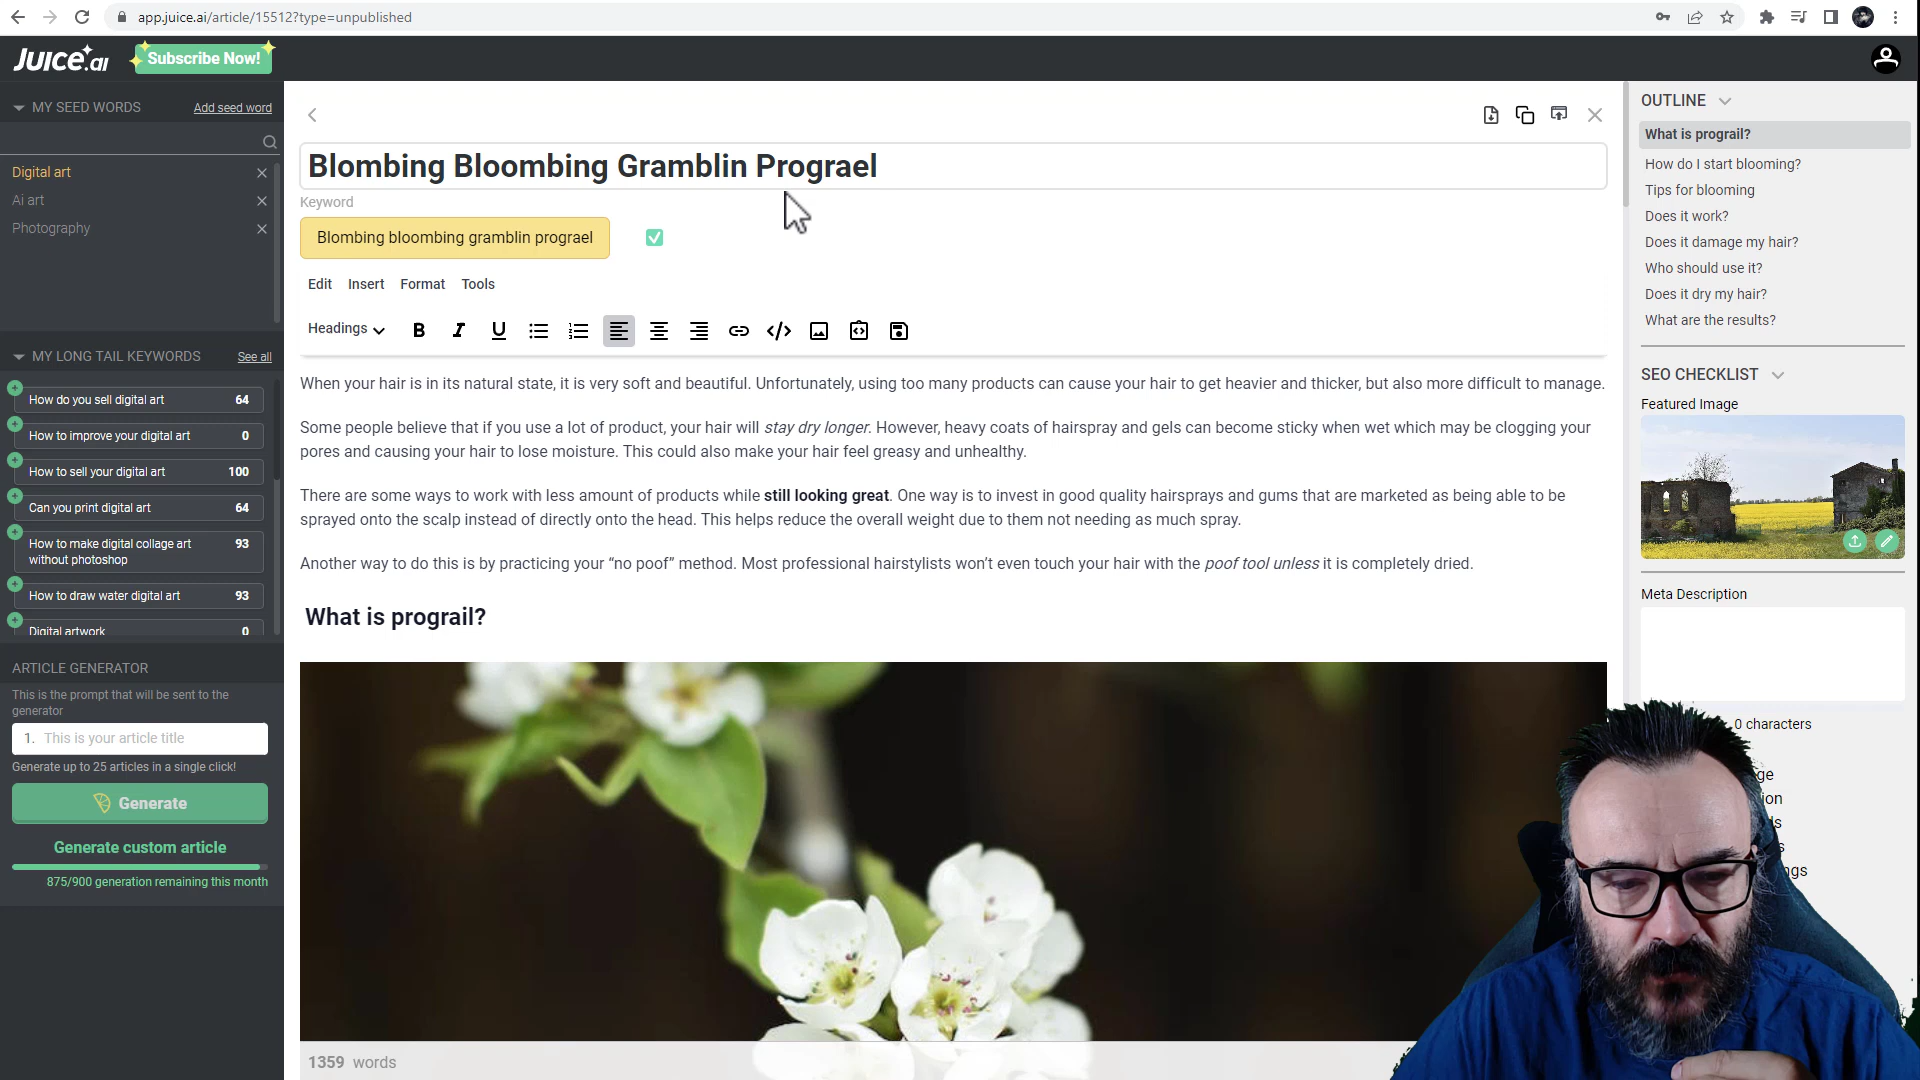 app.juice.ai/article/15512?type=unpublished
Juice.ai
Subscribe Now!
MY SEED WORDS
Add seed word
Digital art
Ai art
Photography
MY LONG TAIL KEYWORDS
See all
How do you sell digital art 64
How to improve your digital art 0
How to sell your digital art 100
Can you print digital art 64
How to make digital collage art 93
without photoshop
How to draw water digital art 93
Digital artwork 0
ARTICLE GENERATOR
This is the prompt that will be sent to the
generator
1. This is your article title
Generate up to 25 articles in a single click!
Generate
Generate custom article
875/900 generation remaining this month
Blombing Bloombing Gramblin Prograel
Keyword
Blombing bloombing gramblin prograel
Edit Insert Format Tools
Headings B I U
When your hair is in its natural state, it is very soft and beautiful. Unfortunately, using too many products can cause your hair to get heavier and thicker, but also more difficult to manage.
Some people believe that if you use a lot of product, your hair will stay dry longer. However, heavy coats of hairspray and gels can become sticky when wet which may be clogging your
pores and causing your hair to lose moisture. This could also make your hair feel greasy and unhealthy.
There are some ways to work with less amount of products while still looking great. One way is to invest in good quality hairsprays and gums that are marketed as being able to be
sprayed onto the scalp instead of directly onto the head. This helps reduce the overall weight due to them not needing as much spray.
Another way to do this is by practicing your “no poof” method. Most professional hairstylists won’t even touch your hair with the poof tool unless it is completely dried.
What is prograil?
1359 words
OUTLINE
What is prograil?
How do I start blooming?
Tips for blooming
Does it work?
Does it damage my hair?
Who should use it?
Does it dry my hair?
What are the results?
SEO CHECKLIST
Featured Image
Meta Description
0 characters